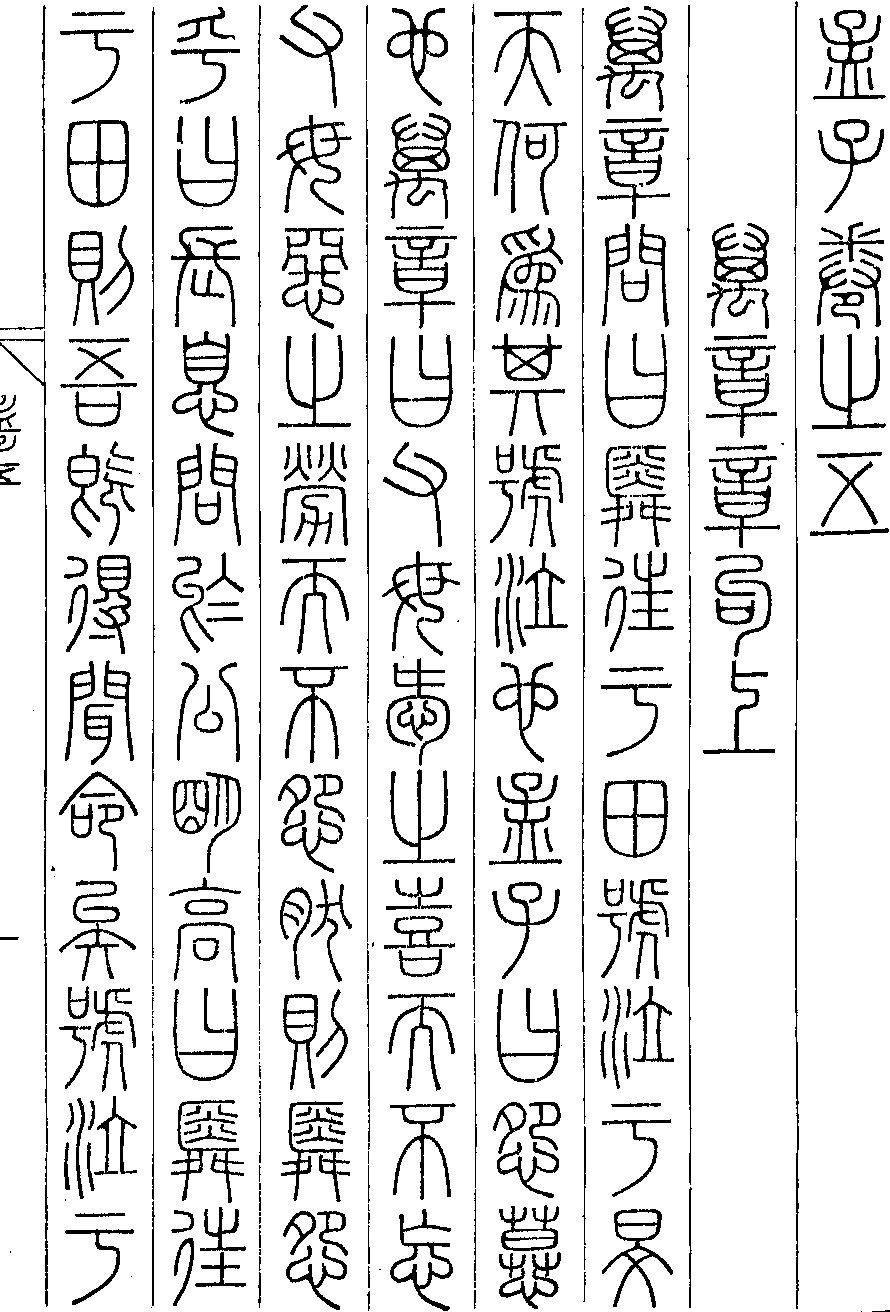 孟子卷之五
萬章章句上
萬章問曰舜往于田號泣于旻
天何爲其號泣也孟子曰怨慕
也萬章曰父母愛之喜而不忘
父母惡之勞而不怨然則舜怨
乎曰長息問於公明高曰舜往
于田則吾既得聞命矣號泣于